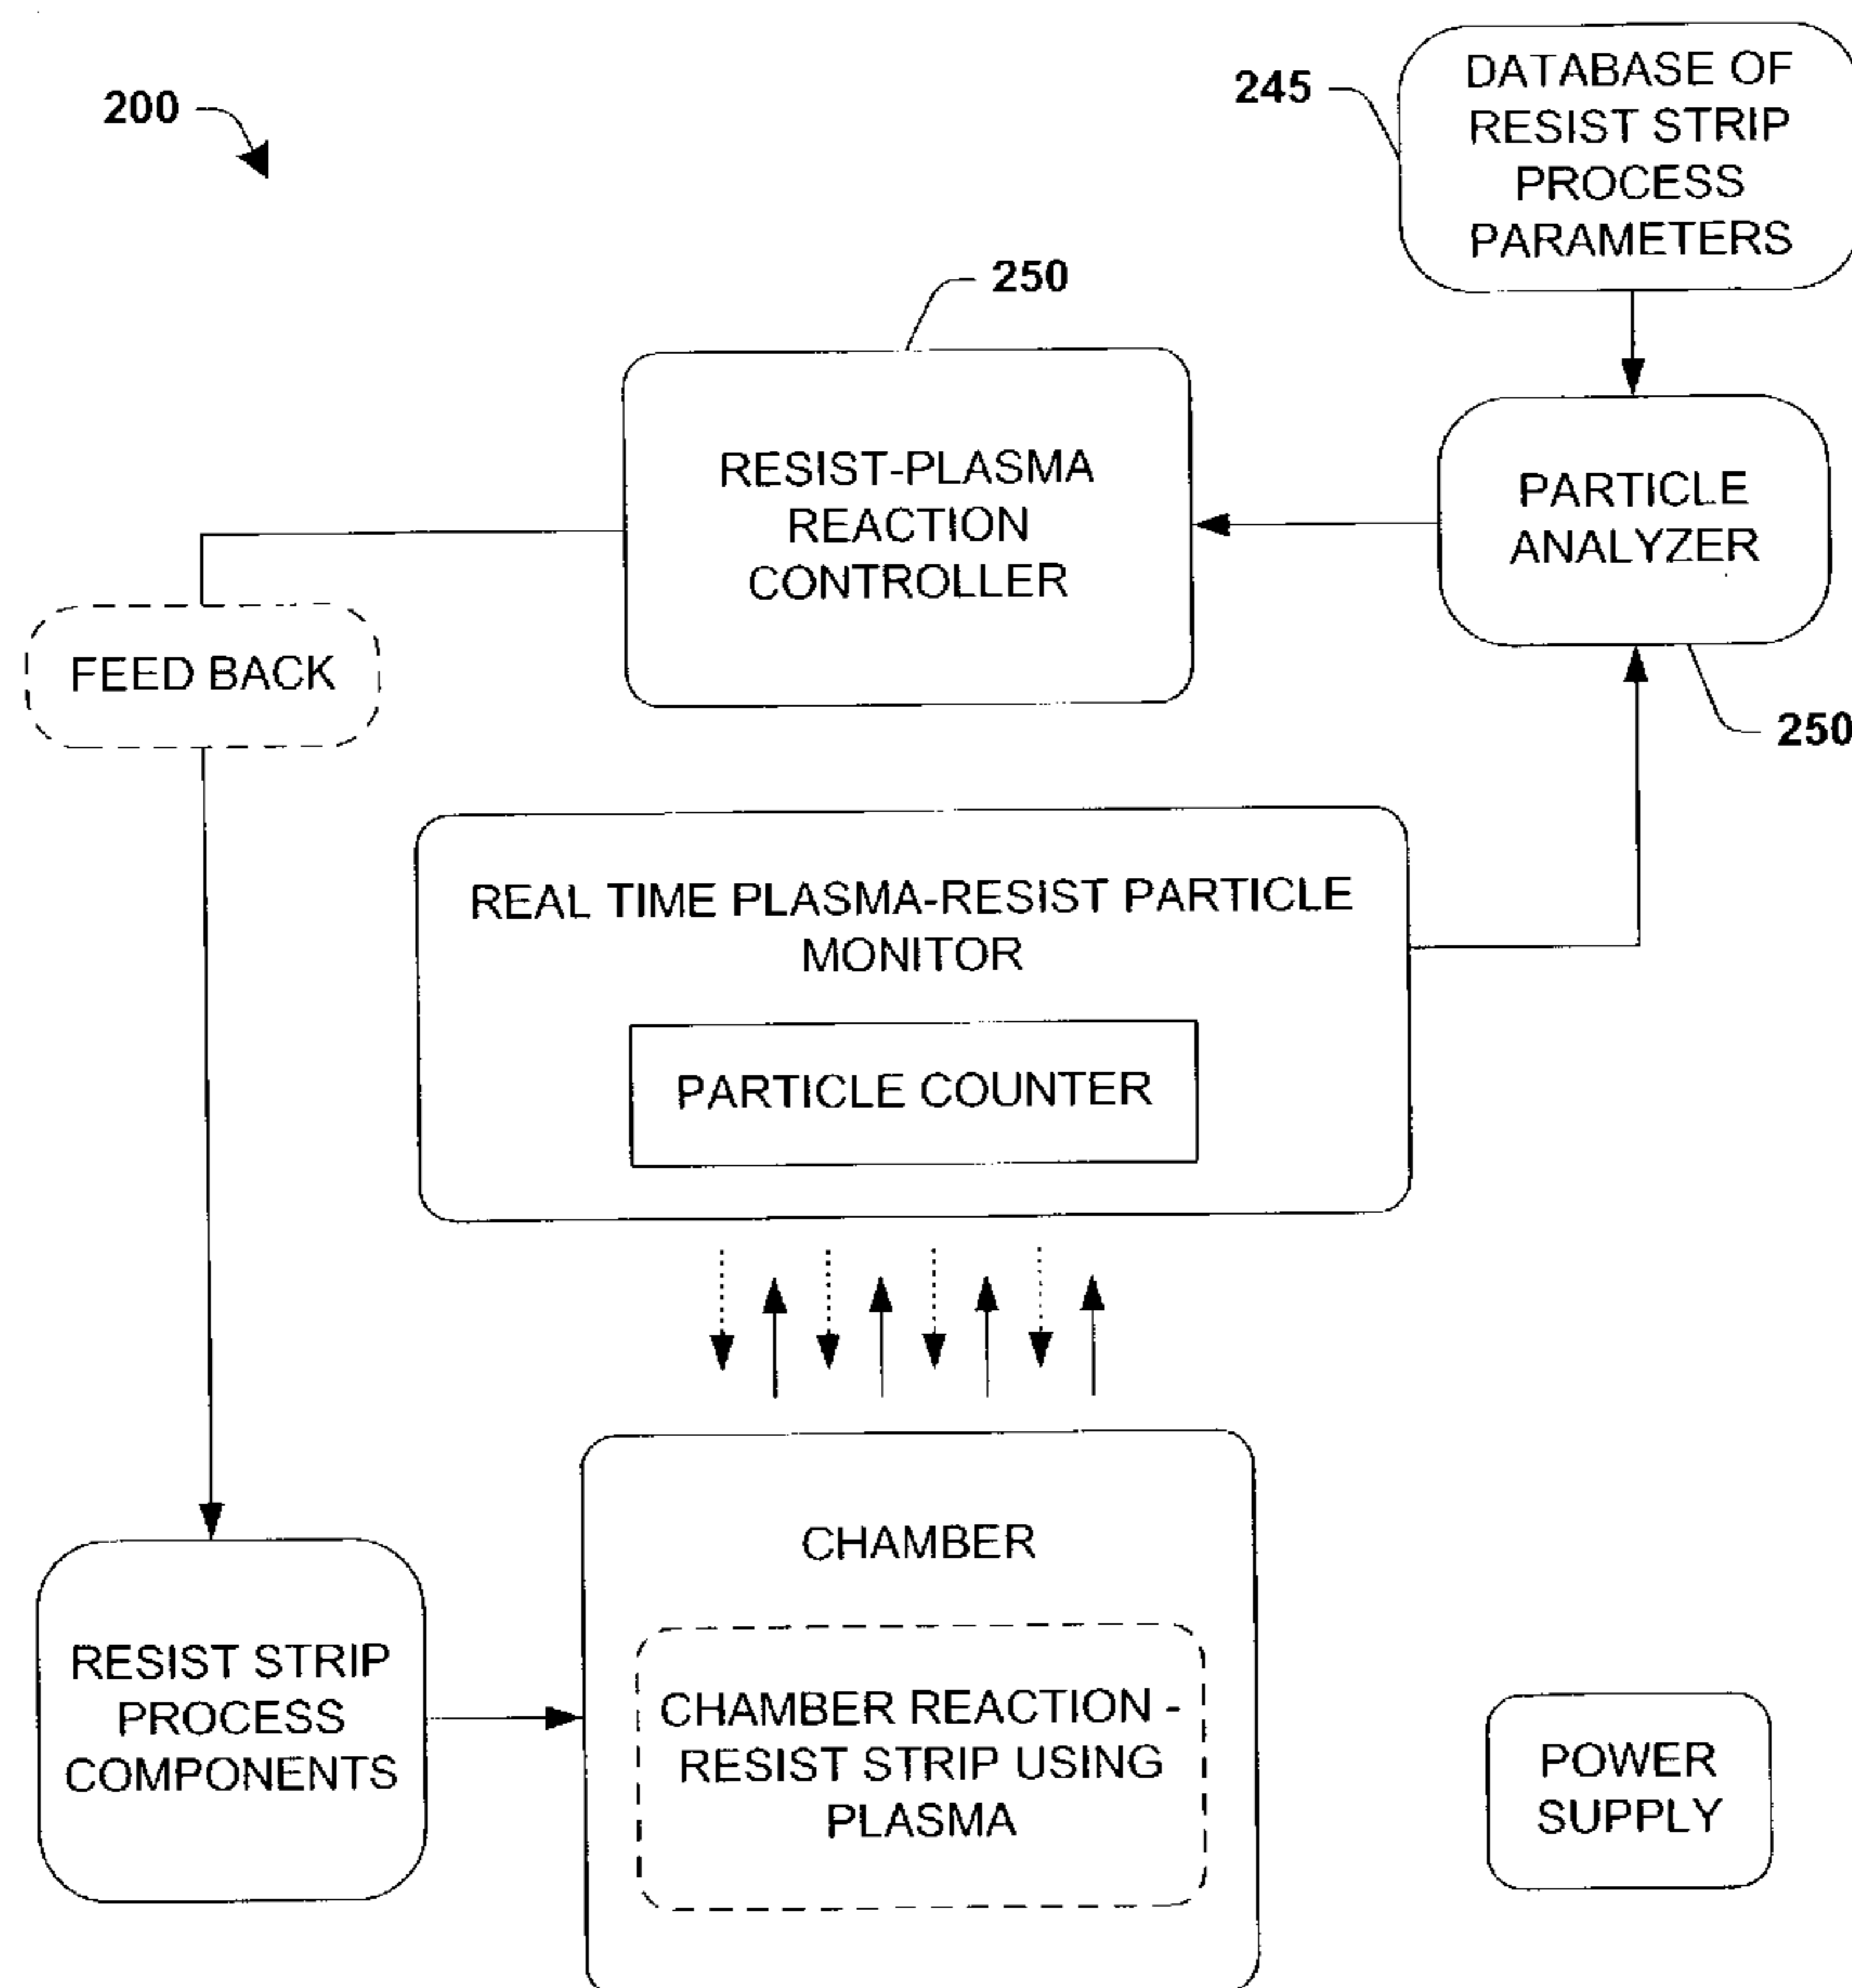 200
245
DATABASE OF
RESIST STRIP
PROCESS
PARAMETERS
250
RESIST-PLASMA
REACTION
CONTROLLER
PARTICLE
ANALYZER
250
FEED BACK
REAL TIME PLASMA-RESIST PARTICLE
MONITOR
PARTICLE COUNTER
CHAMBER
RESIST STRIP
PROCESS
COMPONENTS
CHAMBER REACTION -
RESIST STRIP USING
PLASMA
POWER
SUPPLY